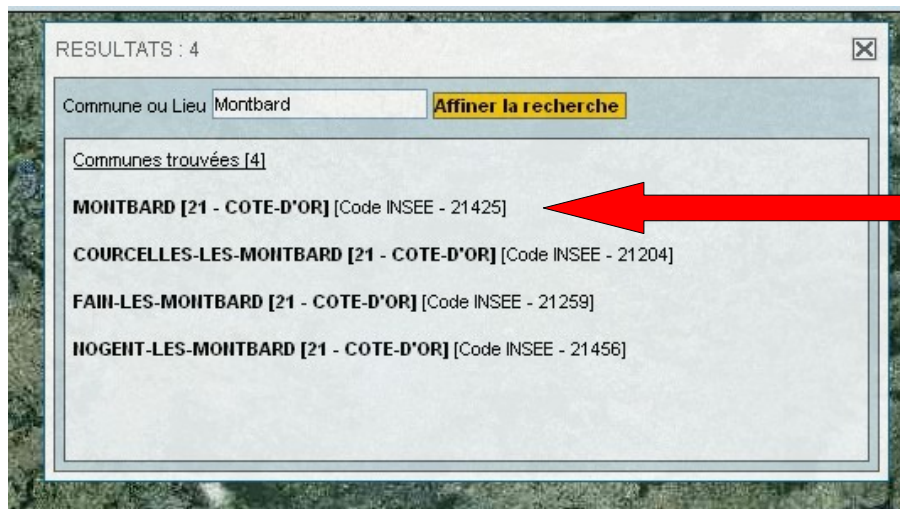 RESULTATS : 4
Commune ou Lieu Montbard Affiner la recherche
Communes trouvées [4]
MONTBARD [21 - COTE-D'OR] [Code INSEE - 21425]
COURCELLES-LES-MONTBARD [21 - COTE-D'OR] [Code INSEE - 21204]
FAIN-LES-MONTBARD [21 - COTE-D'OR] [Code INSEE - 21259]
NOGENT-LES-MONTBARD [21 - COTE-D'OR] [Code INSEE - 21456]